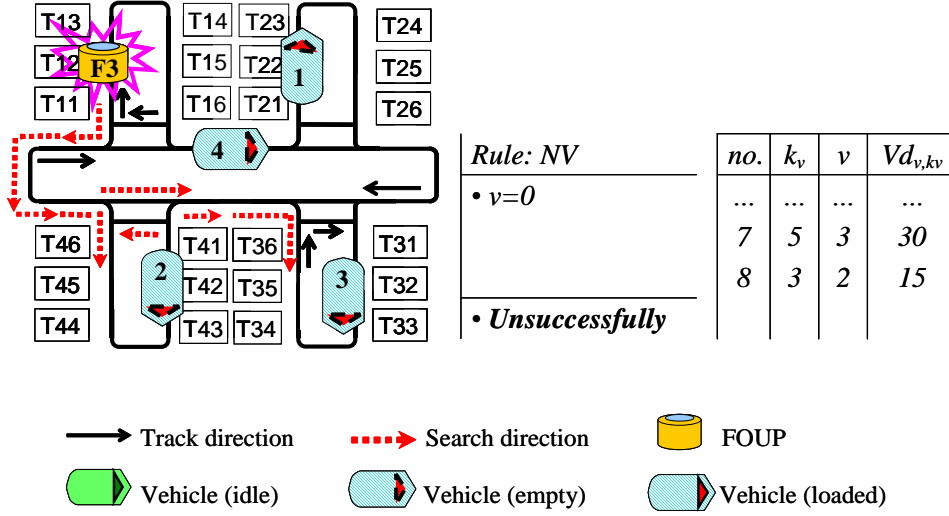 T13 T14 T23 T24
T12 F3 T15 T22 1 T25
T11 T16 T21 T26
4
Rule: NV no. kv v Vdv,kv
• v=0 ... ... ... ...
T46 T41 T36 T31 7 5 3 30
T45 2 T42 T35 3 T32 8 3 2 15
T44 T43 T34 T33 • Unsuccessfully
Track direction Search direction FOUP
Vehicle (idle) Vehicle (empty) Vehicle (loaded)